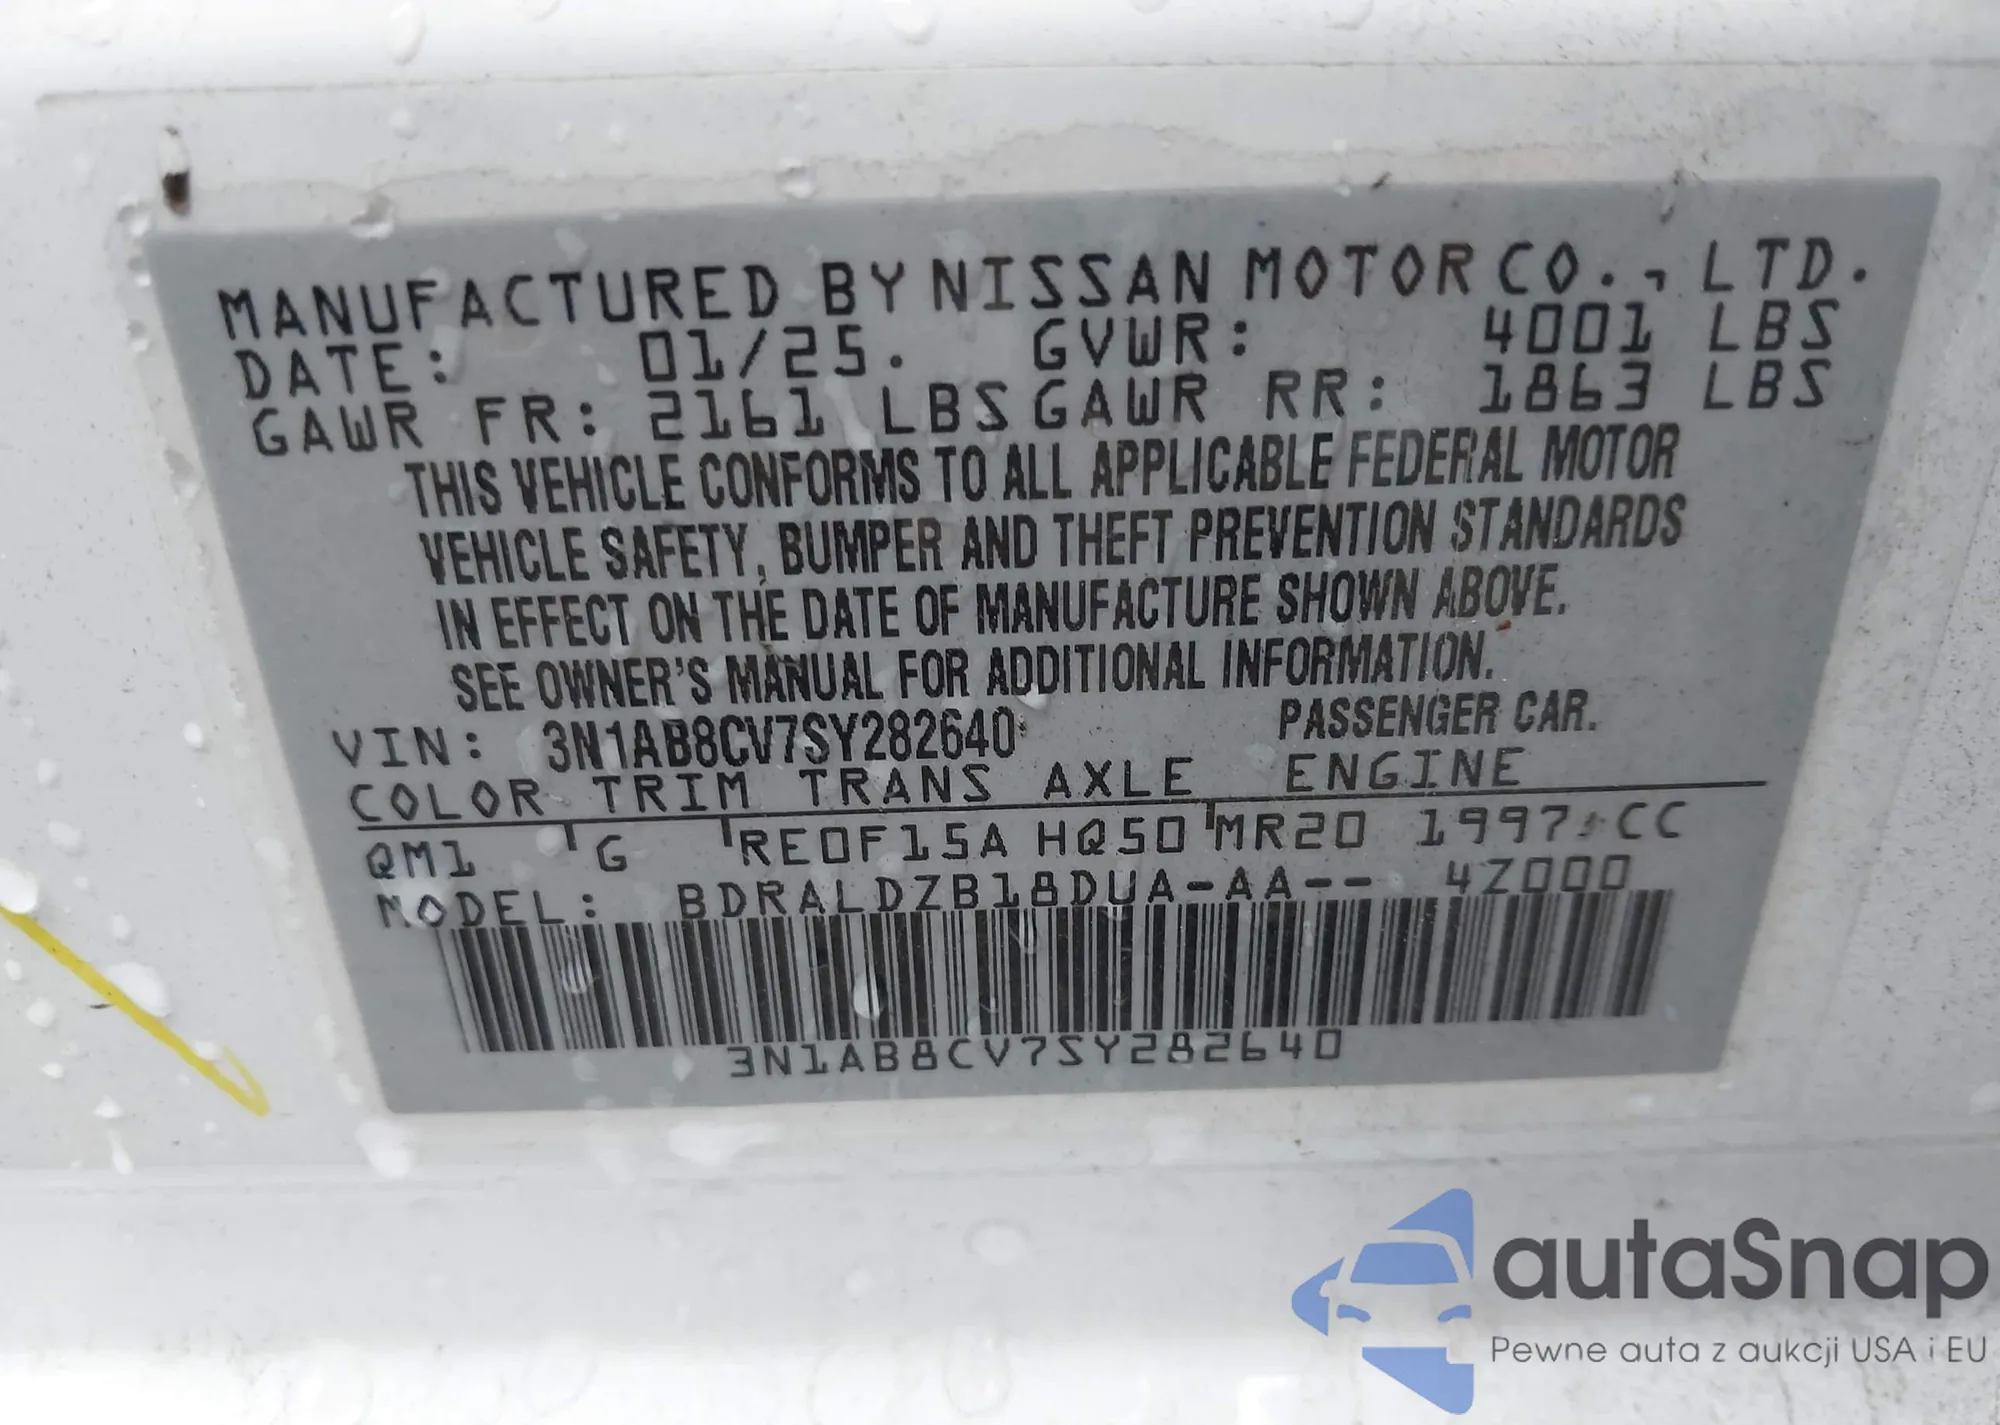 MANUFACTURED BY NISSAN MOTOR CO., LTD.
DATE: 01/25. GVWR: 4001 LBS
GAWR FR: 2161 LBS GAWR RR: 1863 LBS
THIS VEHICLE CONFORMS TO ALL APPLICABLE FEDERAL MOTOR
VEHICLE SAFETY, BUMPER AND THEFT PREVENTION STANDARDS
IN EFFECT ON THE DATE OF MANUFACTURE SHOWN ABOVE.
SEE OWNER'S MANUAL FOR ADDITIONAL INFORMATION.
VIN: 3N1AB8CV7SY282640 PASSENGER CAR.
COLOR TRIM TRANS AXLE ENGINE
QM1 G RE0F15A HQ50 MR20 1997 CC
MODEL: BDRALDZB18DUA-AA-- 4Z000
3N1AB8CV7SY282640
autaSnap
Pewne auta z aukcji USA i EU